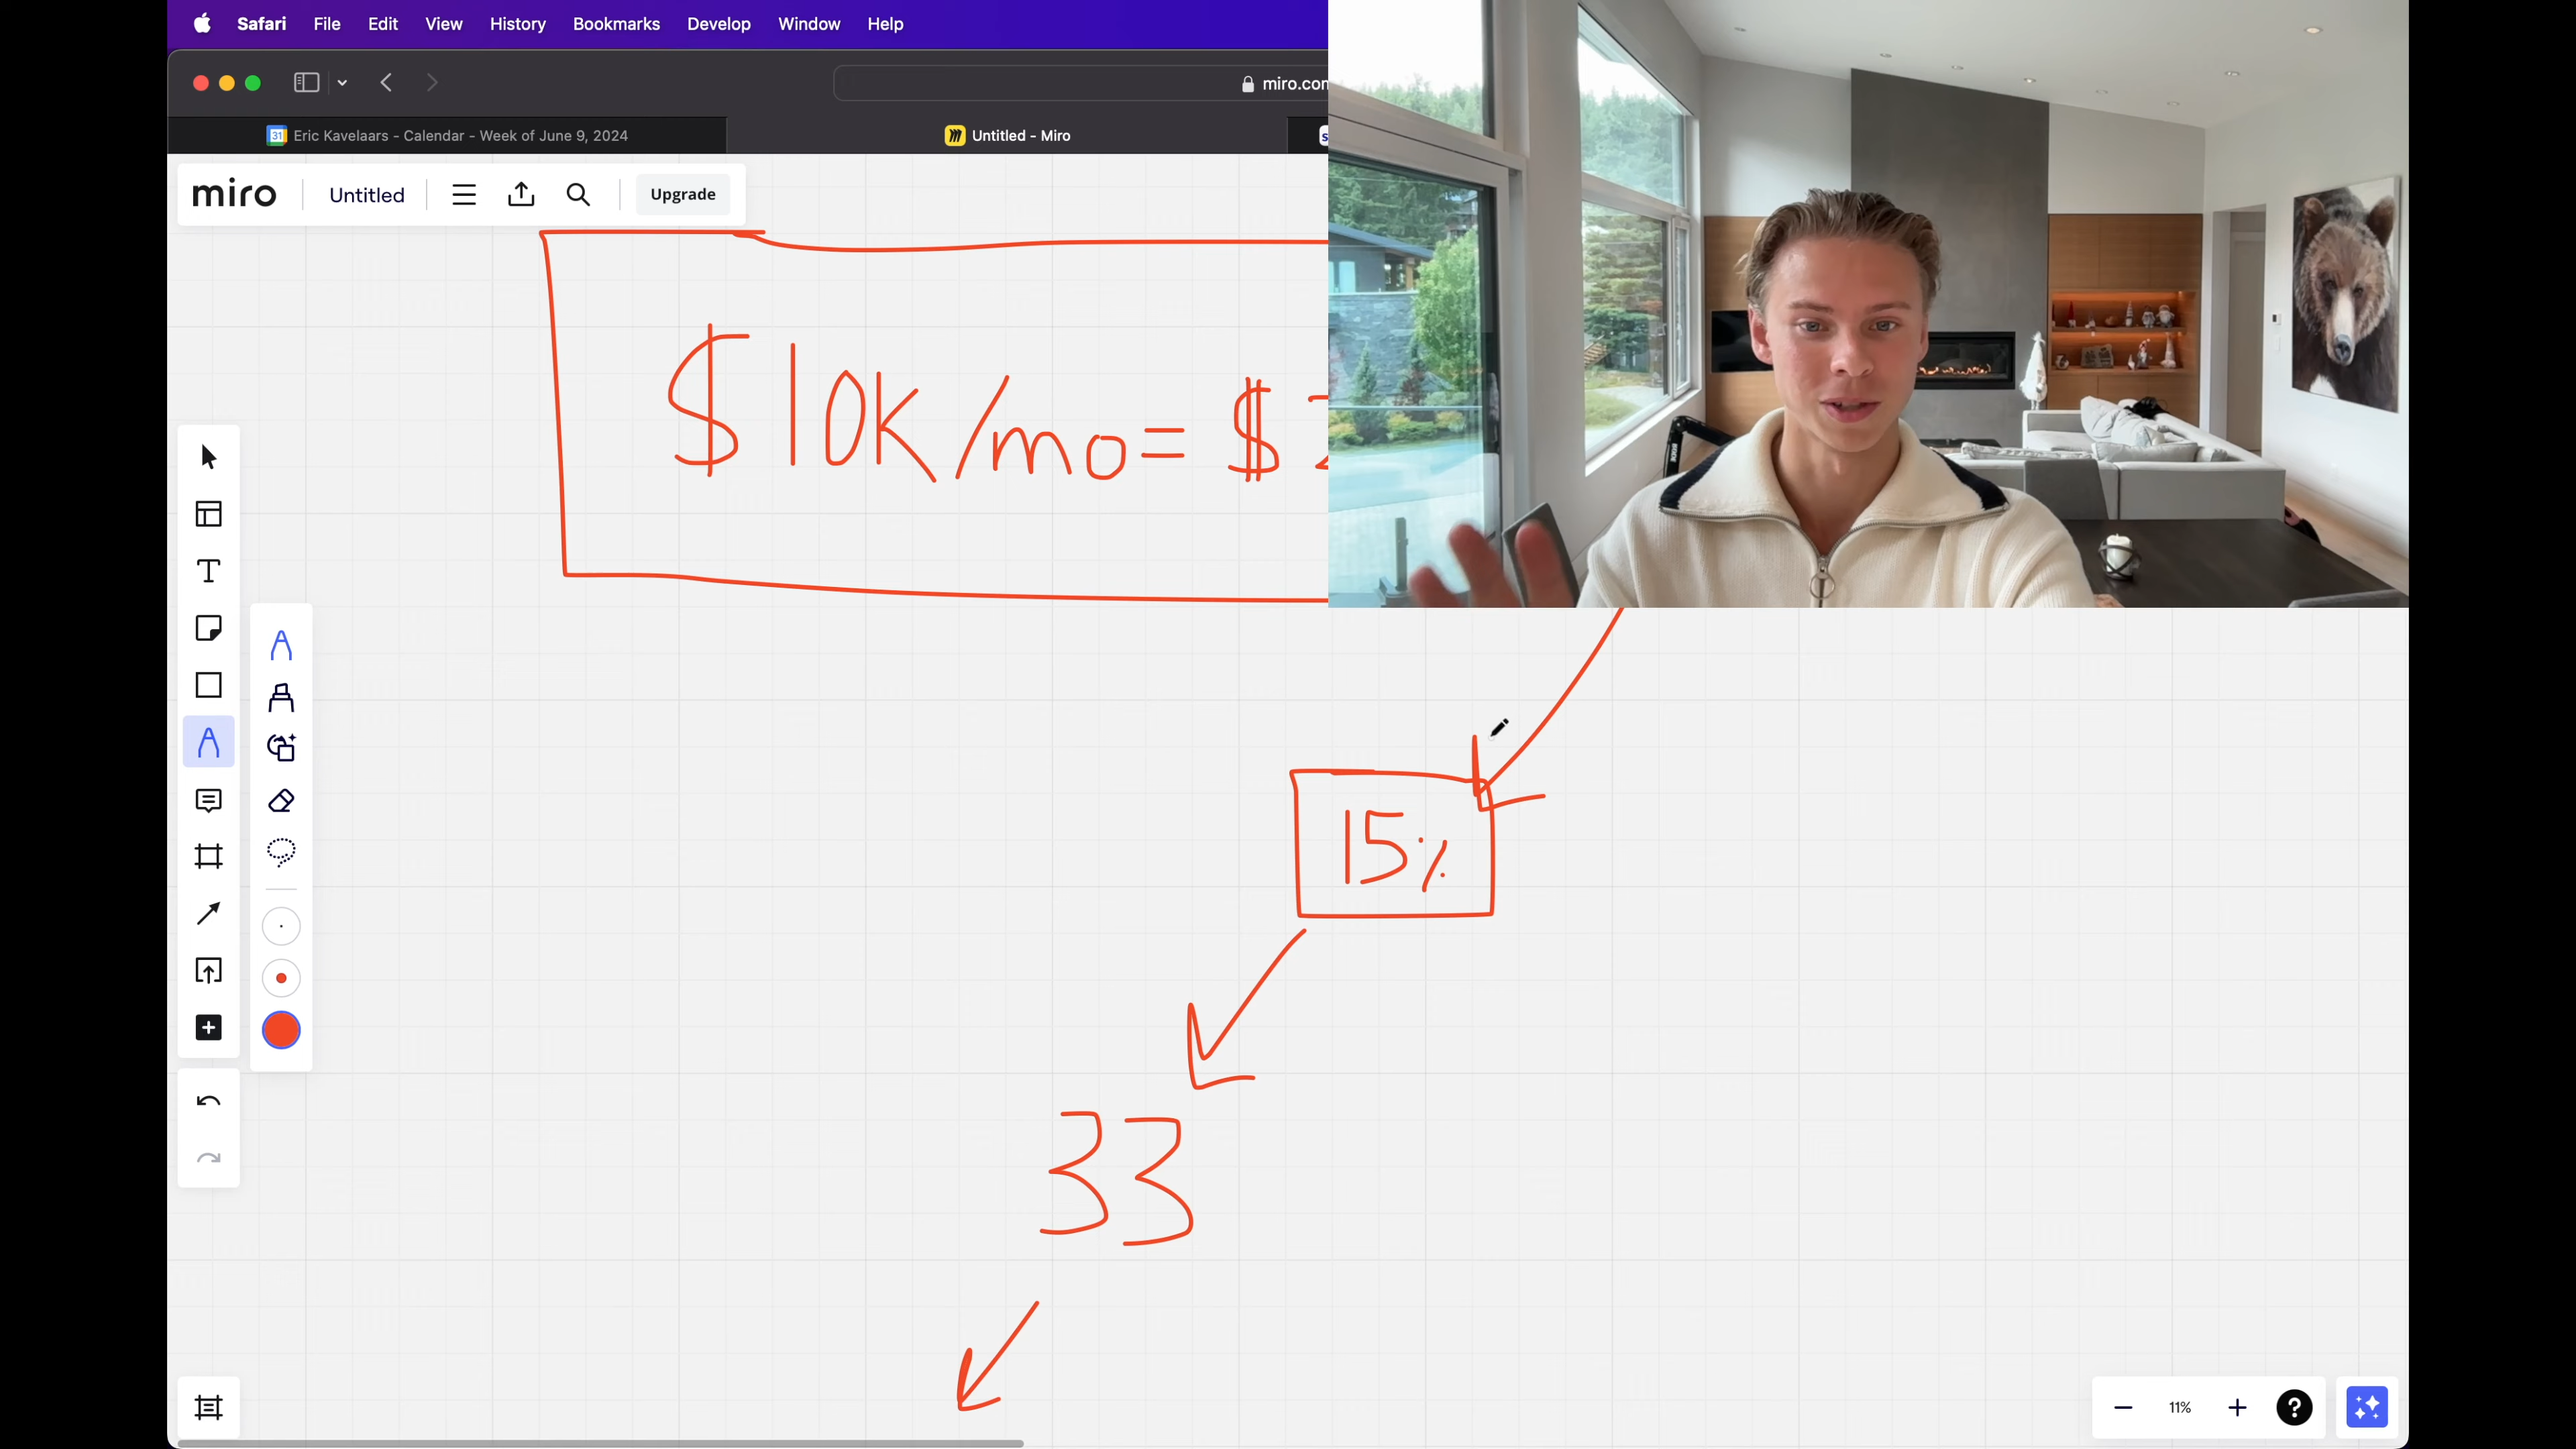 Safari File Edit View History Bookmarks Develop Window Help
miro.com
Eric Kavelaars - Calendar - Week of June 9, 2024
Untitled - Miro
miro Untitled Upgrade
$10K/mo= $
15%
33
11%